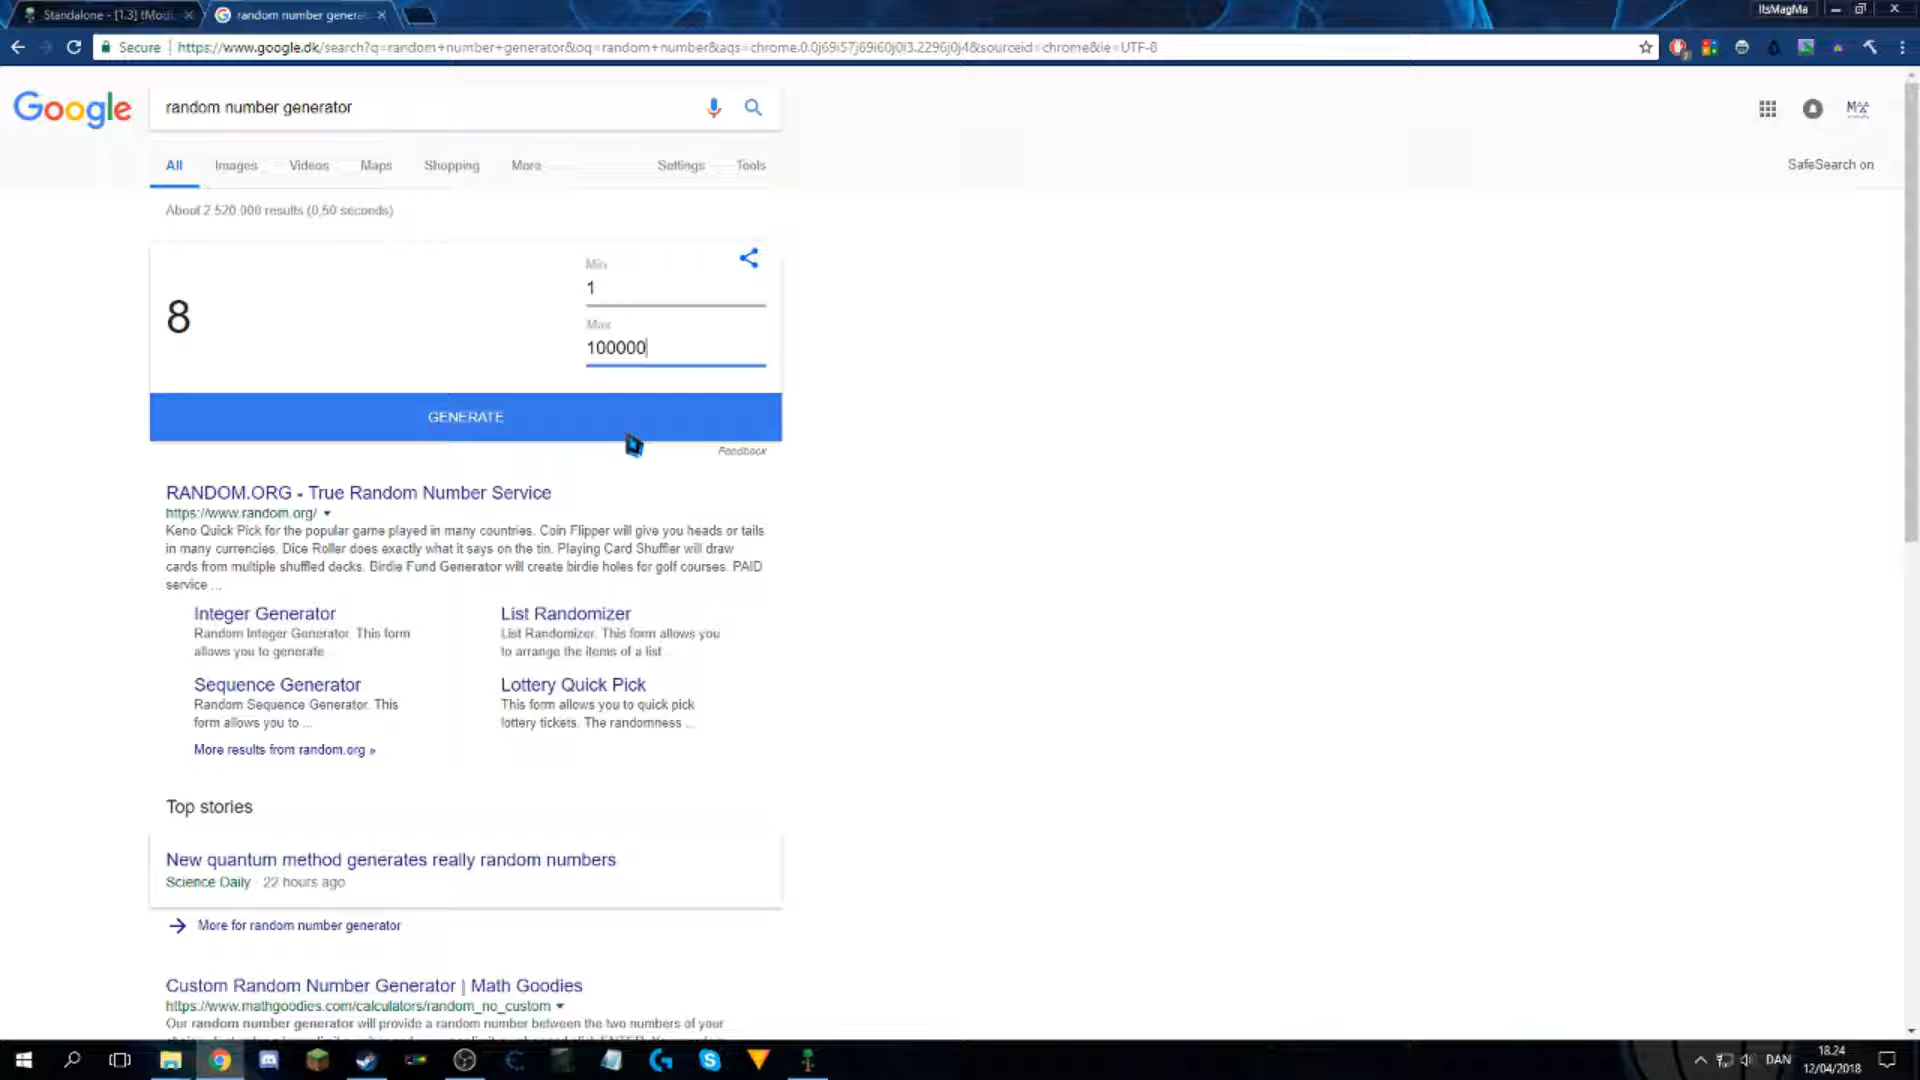 Standalone - [1.3] tModL
random number generat
ItsMagMa
Secure
https://www.google.dk/search?q=random+number+generator&oq=random+number&aqs=chrome.0.0j69i57j69i60j0l3.2296j0j4&sourceid=chrome&ie=UTF-8
Google
random number generator
All Images Videos Maps Shopping More Settings Tools
SafeSearch on
About 2.520.000 results (0,50 seconds)
8
Min
1
Max
100000
GENERATE
Feedback
RANDOM.ORG - True Random Number Service
https://www.random.org/
Keno Quick Pick for the popular game played in many countries. Coin Flipper will give you heads or tails
in many currencies. Dice Roller does exactly what it says on the tin. Playing Card Shuffler will draw
cards from multiple shuffled decks. Birdie Fund Generator will create birdie holes for golf courses. PAID
service ...
Integer Generator
Random Integer Generator. This form
allows you to generate
List Randomizer
List Randomizer. This form allows you
to arrange the items of a list
Sequence Generator
Random Sequence Generator. This
form allows you to ...
Lottery Quick Pick
This form allows you to quick pick
lottery tickets. The randomness ...
More results from random.org »
Top stories
New quantum method generates really random numbers
Science Daily · 22 hours ago
More for random number generator
Custom Random Number Generator | Math Goodies
https://www.mathgoodies.com/calculators/random_no_custom
Our random number generator will provide a random number between the two numbers of your
DAN
18.24
12/04/2018